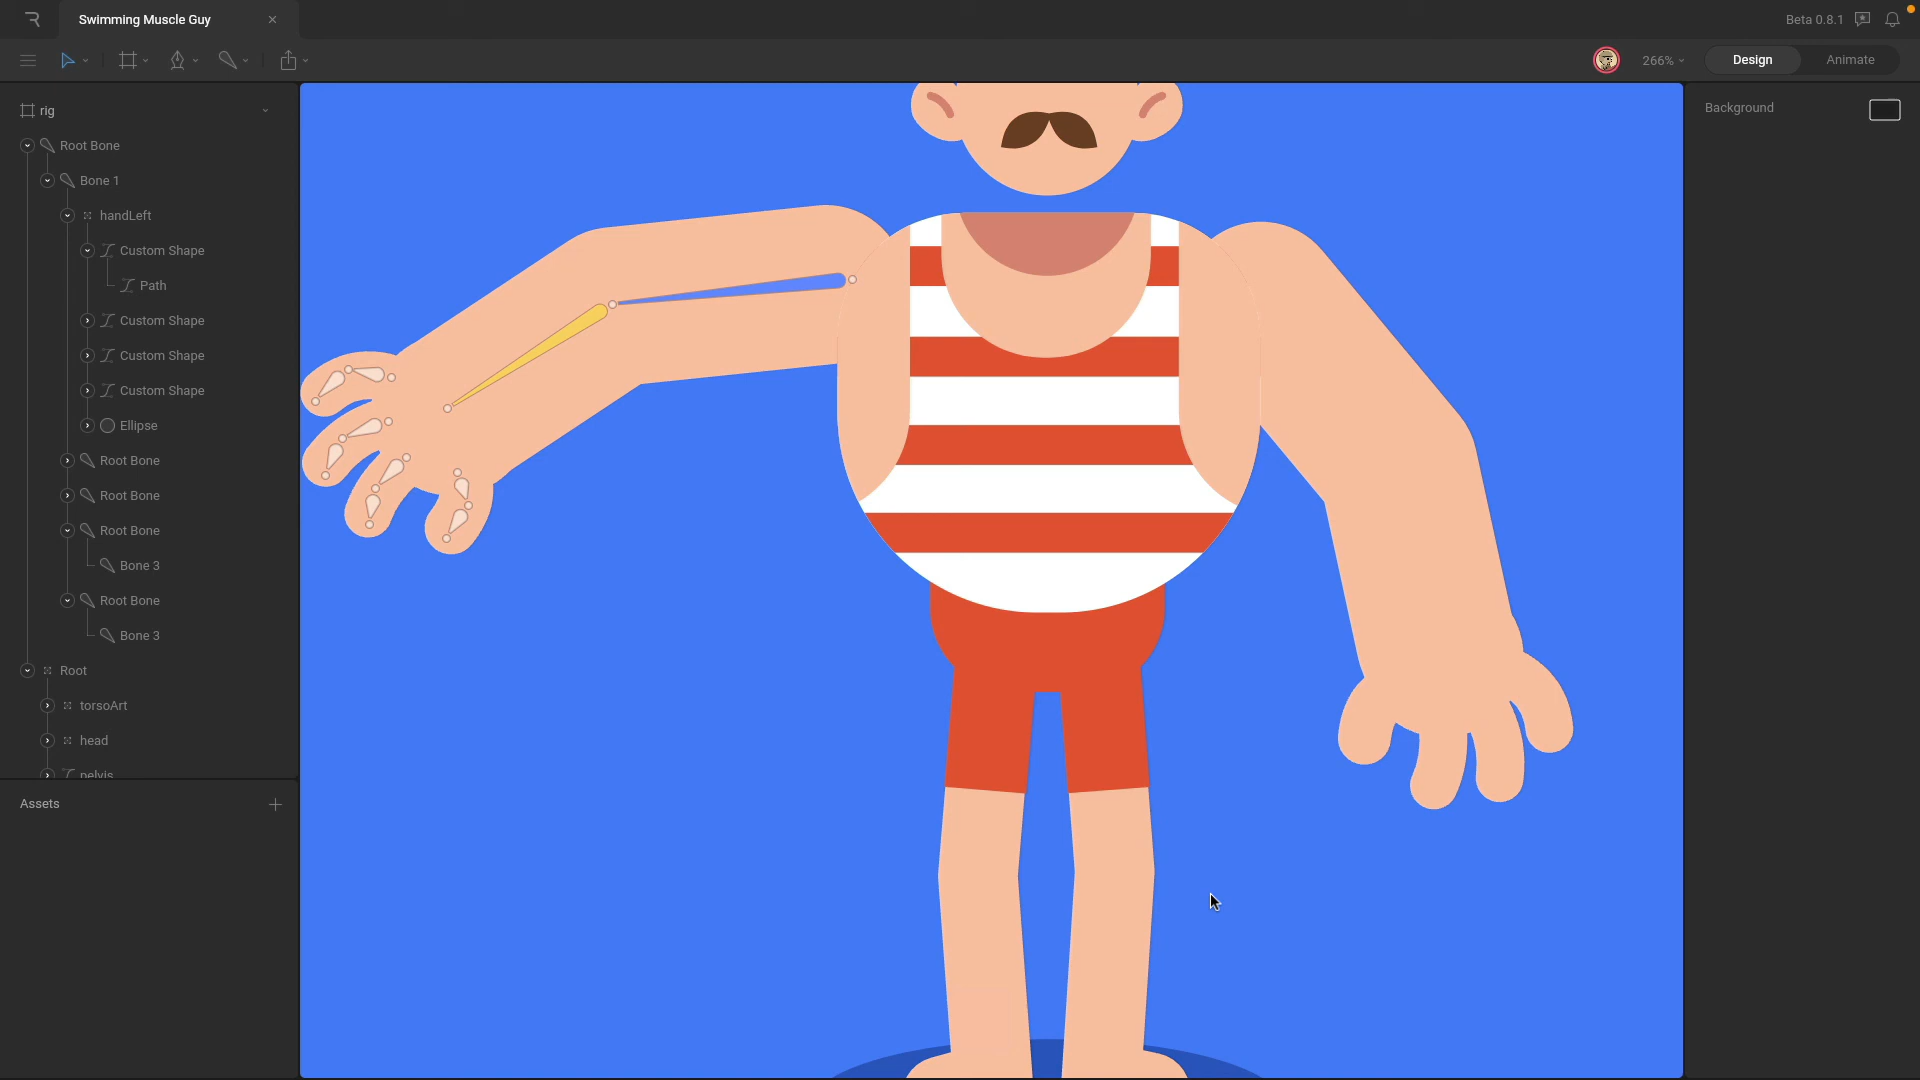 Swimming Muscle Guy
Beta 0.8.1
266%
Design
Animate
rig
Background
Root Bone
Bone 1
handLeft
Custom Shape
Path
Custom Shape
Custom Shape
Custom Shape
Ellipse
Root Bone
Root Bone
Root Bone
Bone 3
Root Bone
Bone 3
Root
torsoArt
head
pelvis
Assets